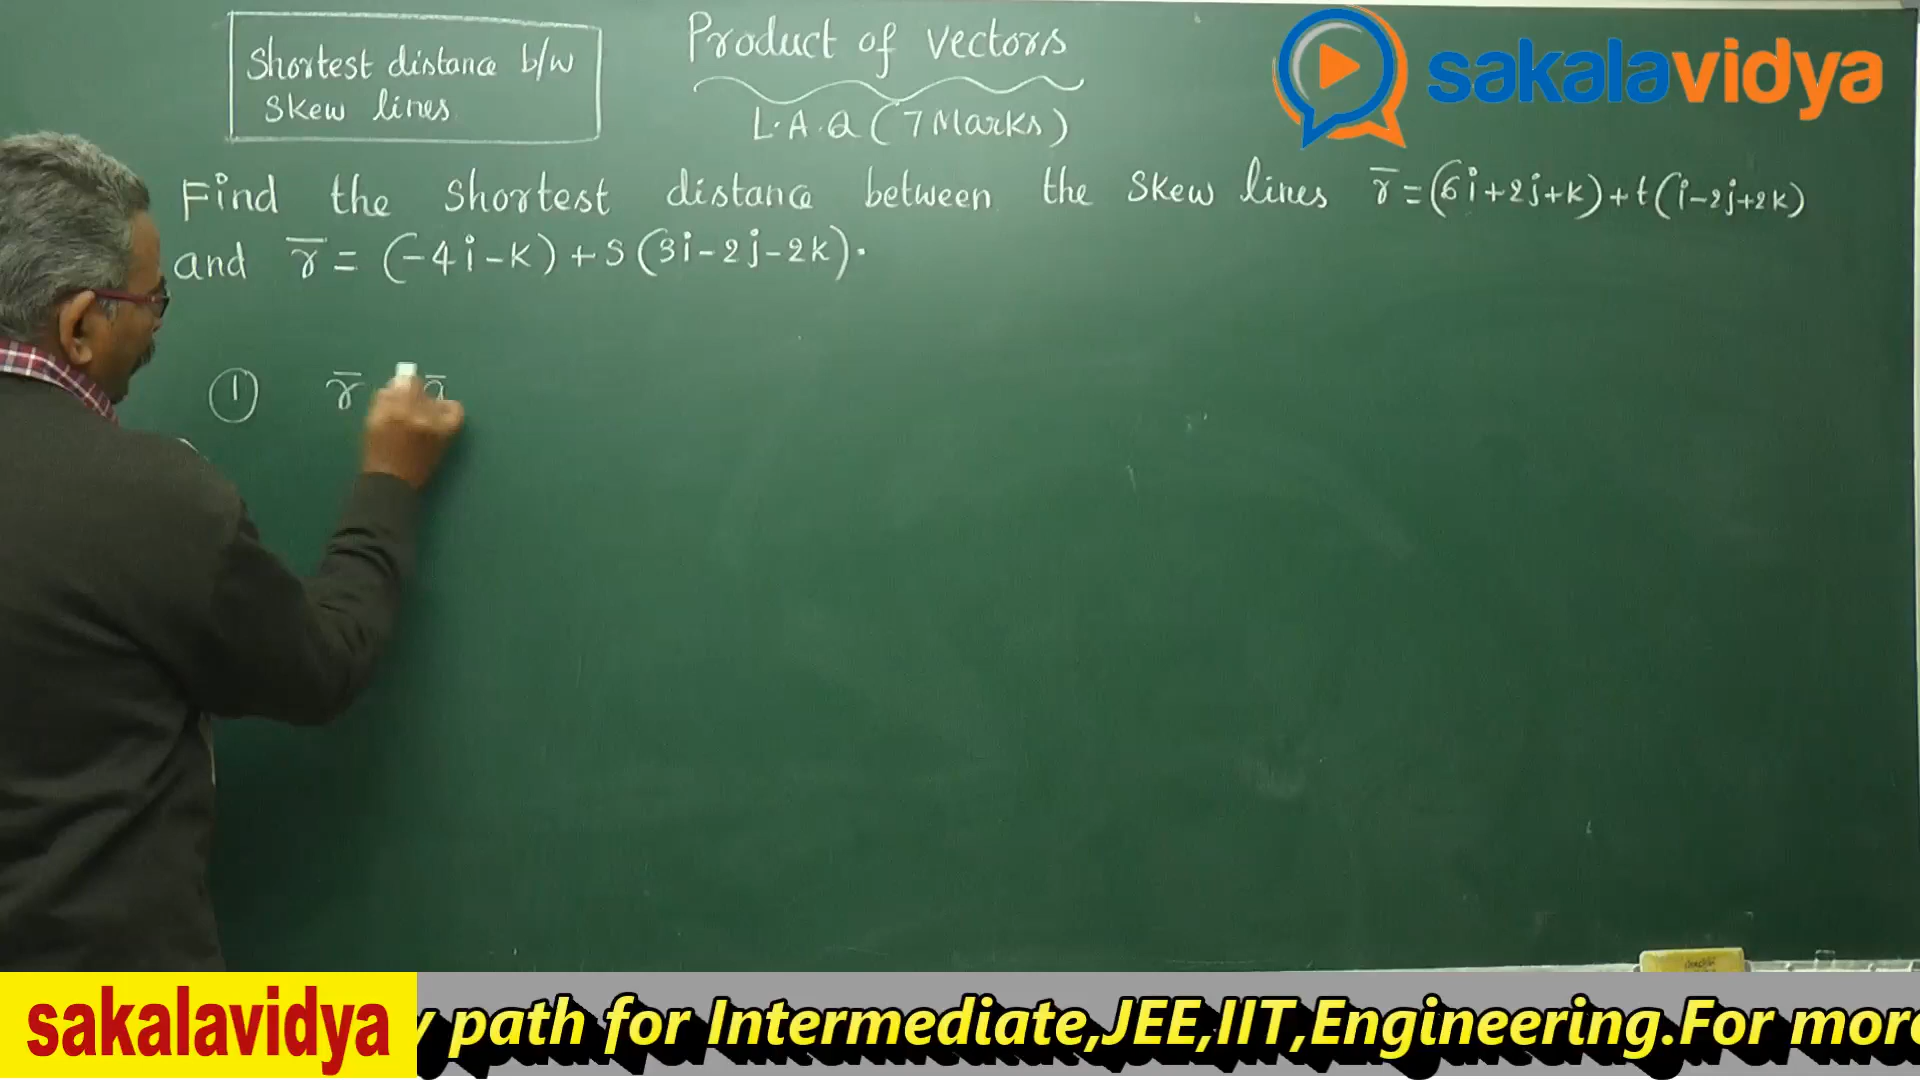 Shortest distance b/w
Skew lines
Product of vectors
L.A.Q (7 Marks)
sakalavidya
Find the shortest distance between the skew lines r̄ = (6i+2j+k)+t(i-2j+2k)
and r̄ = (-4i-k)+s(3i-2j-2k).
① r̄ ā
sakalavidya
y path for Intermediate,JEE,IIT,Engineering.For more